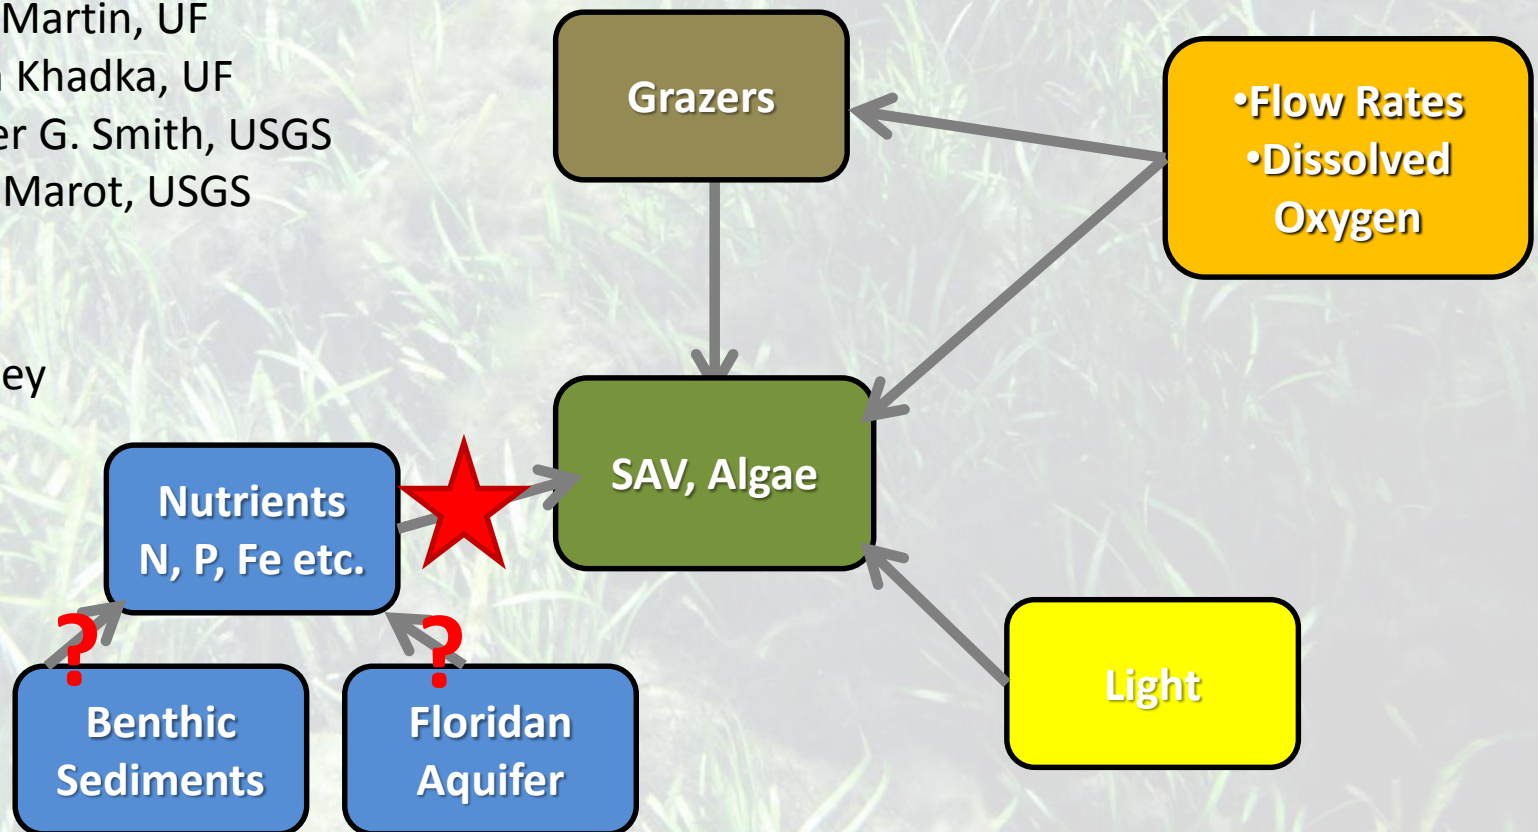 Martin, UF
Khadka, UF
er G. Smith, USGS
Marot, USGS
ey
Grazers
•Flow Rates
•Dissolved
Oxygen
SAV, Algae
Nutrients
N, P, Fe etc.
?
?
Benthic
Sediments
Floridan
Aquifer
Light